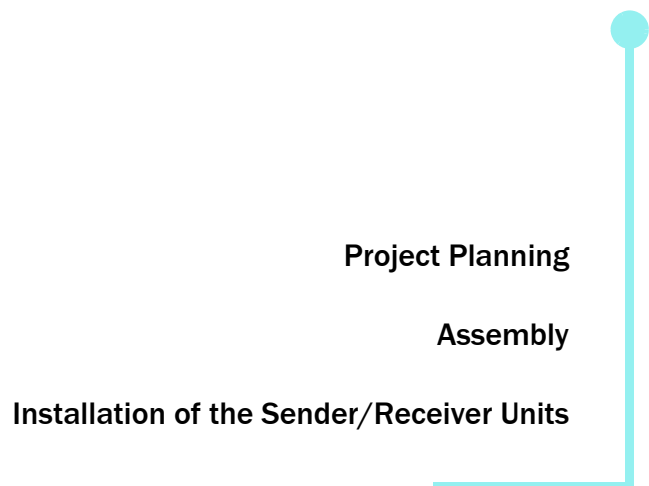 Project Planning
Assembly
Installation of the Sender/Receiver Units